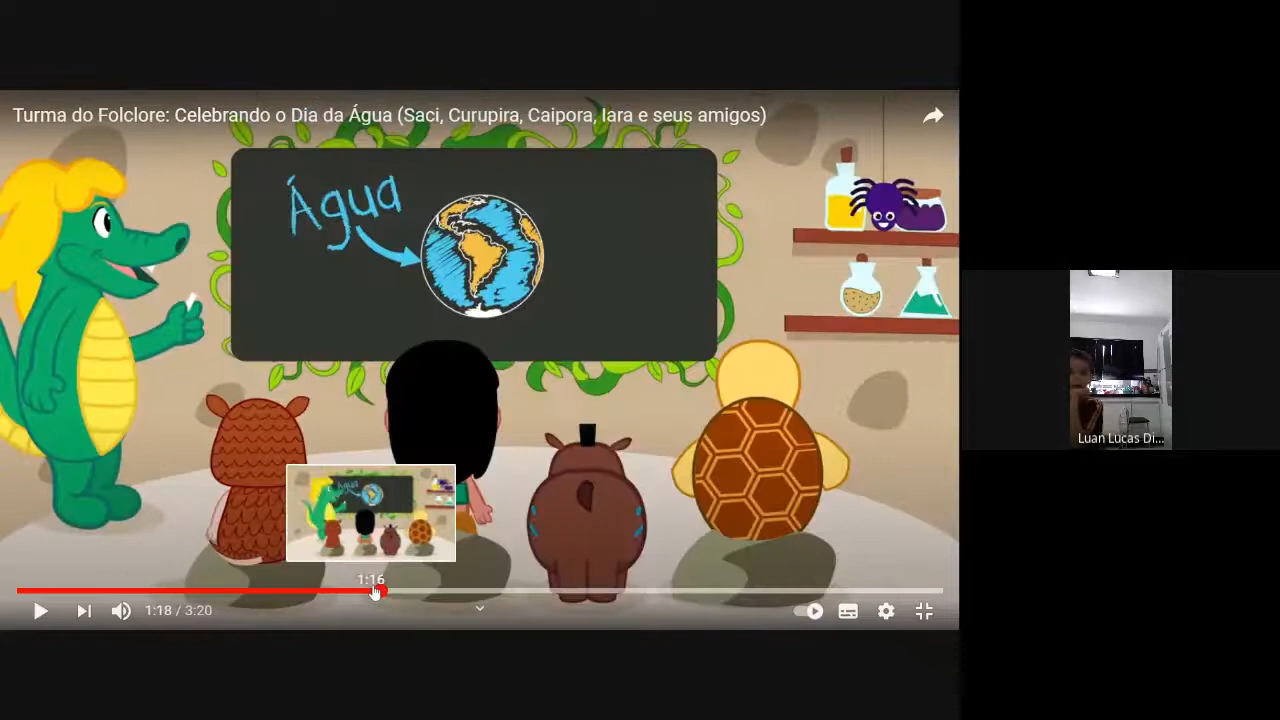 Turma do Folclore: Celebrando o Dia da Água (Saci, Curupira, Caipora, Iara e seus amigos)
Água
1:16
1:18 / 3:20
Luan Lucas Di...